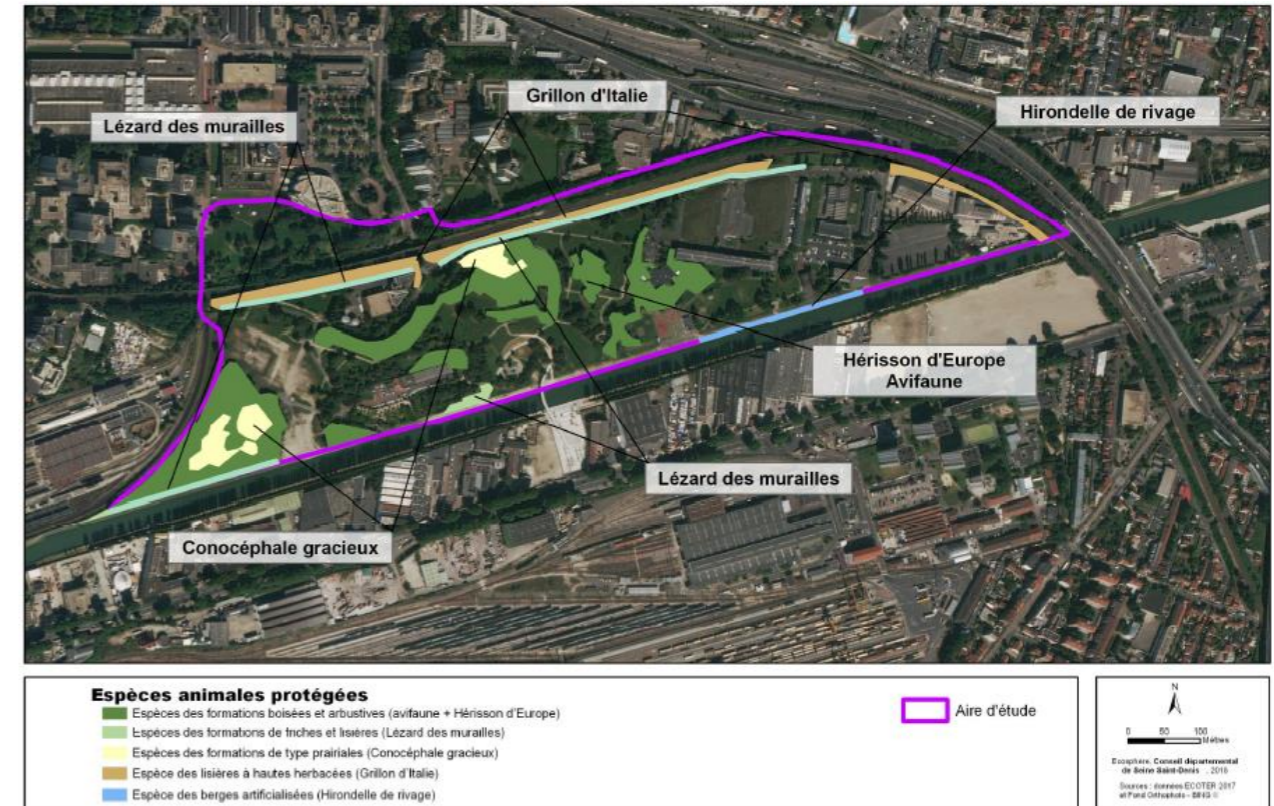 Grillon d'Italie
Hirondelle de rivage
Lézard des murailles
Hérisson d'Europe
Avifaune
Lézard des murailles
Conocéphale gracieux
Espèces animales protégées
Espèces des formations boisées et arbustives (avifaune + Hérisson d'Europe)
Espèces des formations de friches et lisières (Lézard des murailles)
Espèces des formations de type prairiales (Conocéphale gracieux)
Espèce des lisières à hautes herbacées (Grillon d'Italie)
Espèce des berges artificialisées (Hirondelle de rivage)
Aire d'étude
N
0 50 100
Mètres
Ecosphère, Conseil départemental
de Seine Saint-Denis , 2018
Sources : données ECOTER 2017
et Fond Orthophoto - BING ©